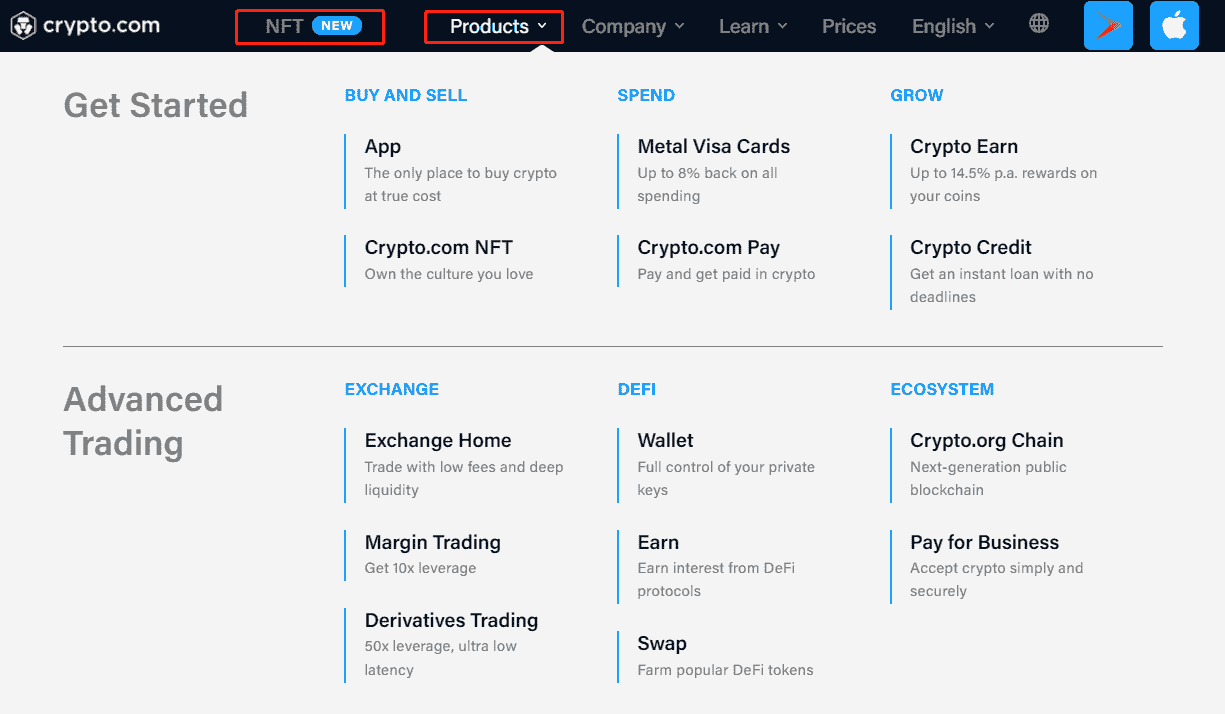 crypto.com
NFT NEW
Products
Company
Learn
Prices
English
Get Started
BUY AND SELL
App
The only place to buy crypto
at true cost
Crypto.com NFT
Own the culture you love
SPEND
Metal Visa Cards
Up to 8% back on all
spending
Crypto.com Pay
Pay and get paid in crypto
GROW
Crypto Earn
Up to 14.5% p.a. rewards on
your coins
Crypto Credit
Get an instant loan with no
deadlines
Advanced
Trading
EXCHANGE
Exchange Home
Trade with low fees and deep
liquidity
Margin Trading
Get 10x leverage
Derivatives Trading
50x leverage, ultra low
latency
DEFI
Wallet
Full control of your private
keys
Earn
Earn interest from DeFi
protocols
Swap
Farm popular DeFi tokens
ECOSYSTEM
Crypto.org Chain
Next-generation public
blockchain
Pay for Business
Accept crypto simply and
securely